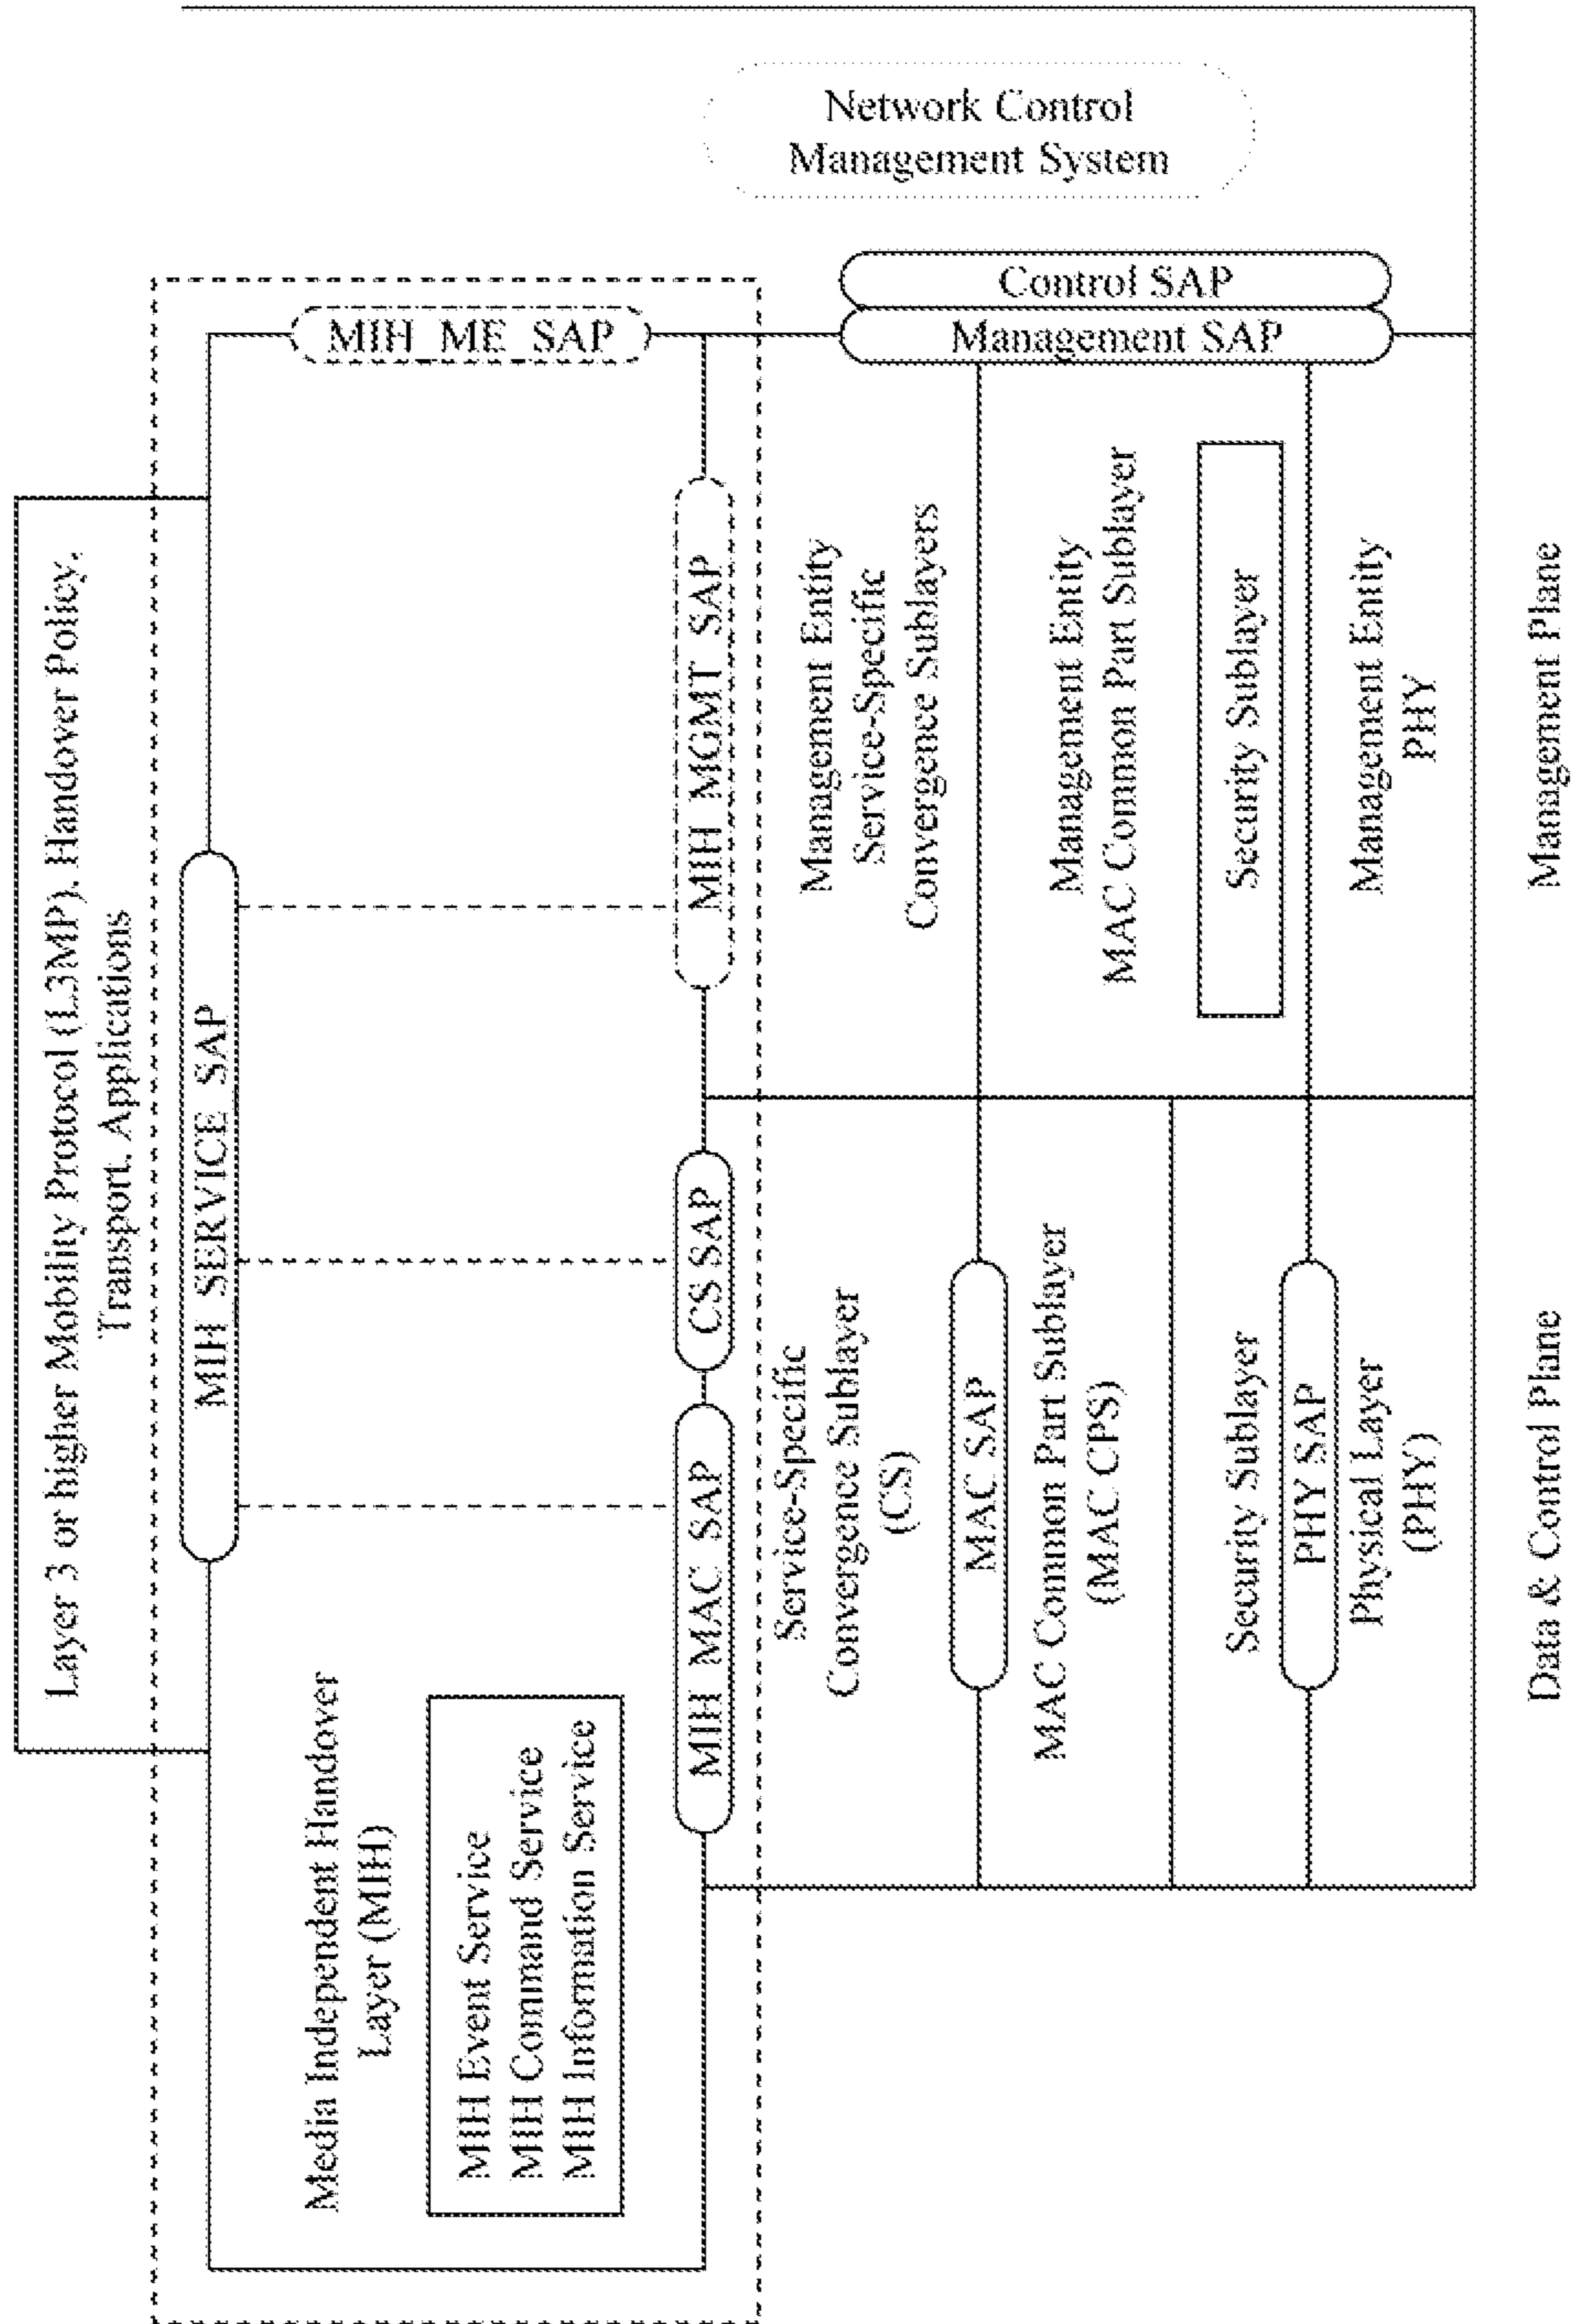 Layer 3 or higher Mobility Protocol (L3MP), Handover Policy,
Transport, Applications
MIH_SERVICE_SAP
Media Independent Handover
Layer (MIH)
MIH Event Service
MIH Command Service
MIH Information Service
MIH_ME_SAP
MIH_MAC_SAP
CS SAP
MIH_MGMT_SAP
Network Control
Management System
Control SAP
Management SAP
Service-Specific
Convergence Sublayer
(CS)
MAC SAP
MAC Common Part Sublayer
(MAC CPS)
Security Sublayer
PHY SAP
Physical Layer
(PHY)
Data & Control Plane
Management Entity
Service-Specific
Convergence Sublayers
Management Entity
MAC Common Part Sublayer
Security Sublayer
Management Entity
PHY
Management Plane